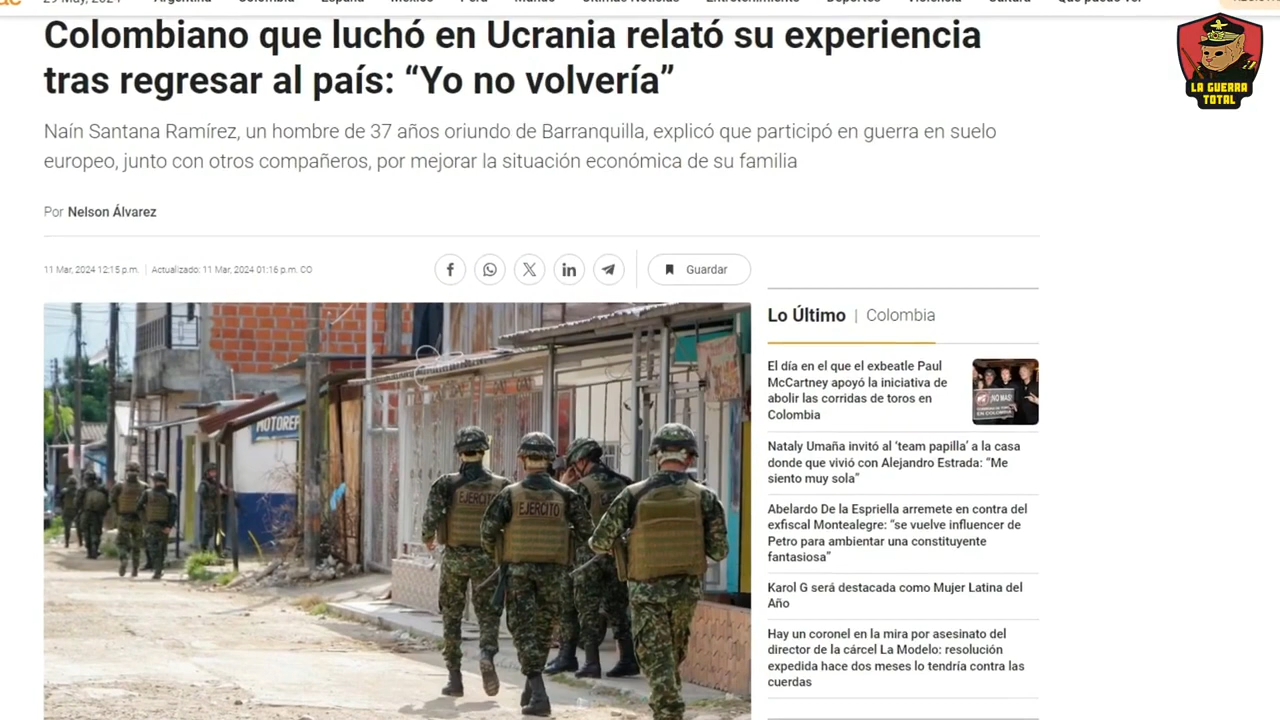 29 May, 2024 Argentina Colombia España México Perú Mundo Últimas Noticias Entretenimiento Deportes Violencia Cultura Qué puedo ver
Colombiano que luchó en Ucrania relató su experiencia
tras regresar al país: “Yo no volvería”
LA GUERRA
TOTAL
Naín Santana Ramírez, un hombre de 37 años oriundo de Barranquilla, explicó que participó en guerra en suelo
europeo, junto con otros compañeros, por mejorar la situación económica de su familia
Por Nelson Álvarez
11 Mar, 2024 12:15 p.m. | Actualizado: 11 Mar, 2024 01:16 p.m. CO
Guardar
MOTOREP
EJERCITO
EJERCITO
Lo Último | Colombia
El día en el que el exbeatle Paul
McCartney apoyó la iniciativa de
abolir las corridas de toros en
Colombia
¡NO MAS!
Nataly Umaña invitó al ‘team papilla’ a la casa
donde que vivió con Alejandro Estrada: “Me
siento muy sola”
Abelardo De la Espriella arremete en contra del
exfiscal Montealegre: “se vuelve influencer de
Petro para ambientar una constituyente
fantasiosa”
Karol G será destacada como Mujer Latina del
Año
Hay un coronel en la mira por asesinato del
director de la cárcel La Modelo: resolución
expedida hace dos meses lo tendría contra las
cuerdas